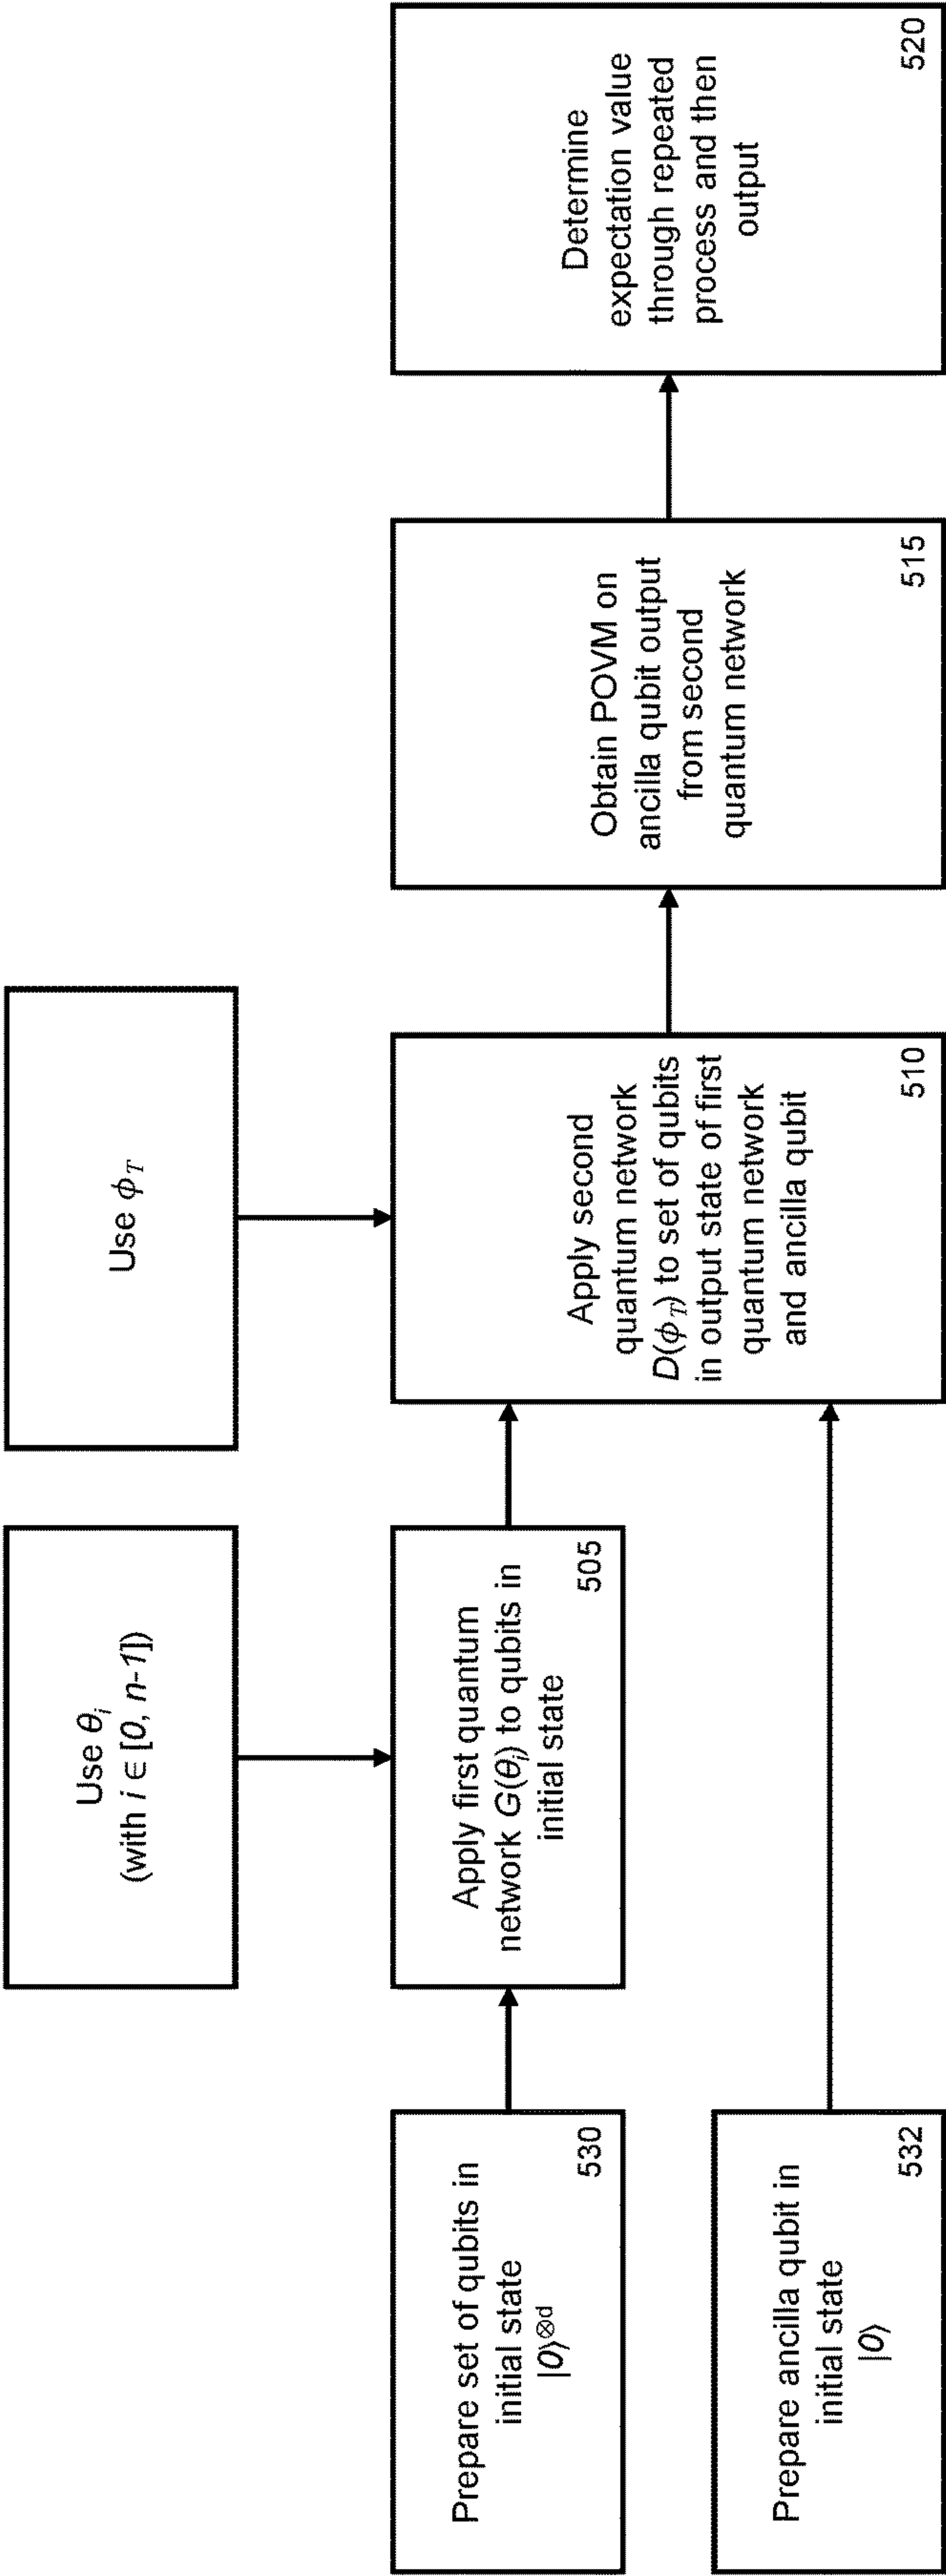 Use θi
(with i ∈ [0, n-1])
Use ϕT
Prepare set of qubits in
initial state
|0⟩⊗d
530
Apply first quantum
network G(θi) to qubits in
initial state
505
Prepare ancilla qubit in
initial state
|0⟩
532
Apply second
quantum network
D(ϕT) to set of qubits
in output state of first
quantum network
and ancilla qubit
510
Obtain POVM on
ancilla qubit output
from second
quantum network
515
Determine
expectation value
through repeated
process and then
output
520